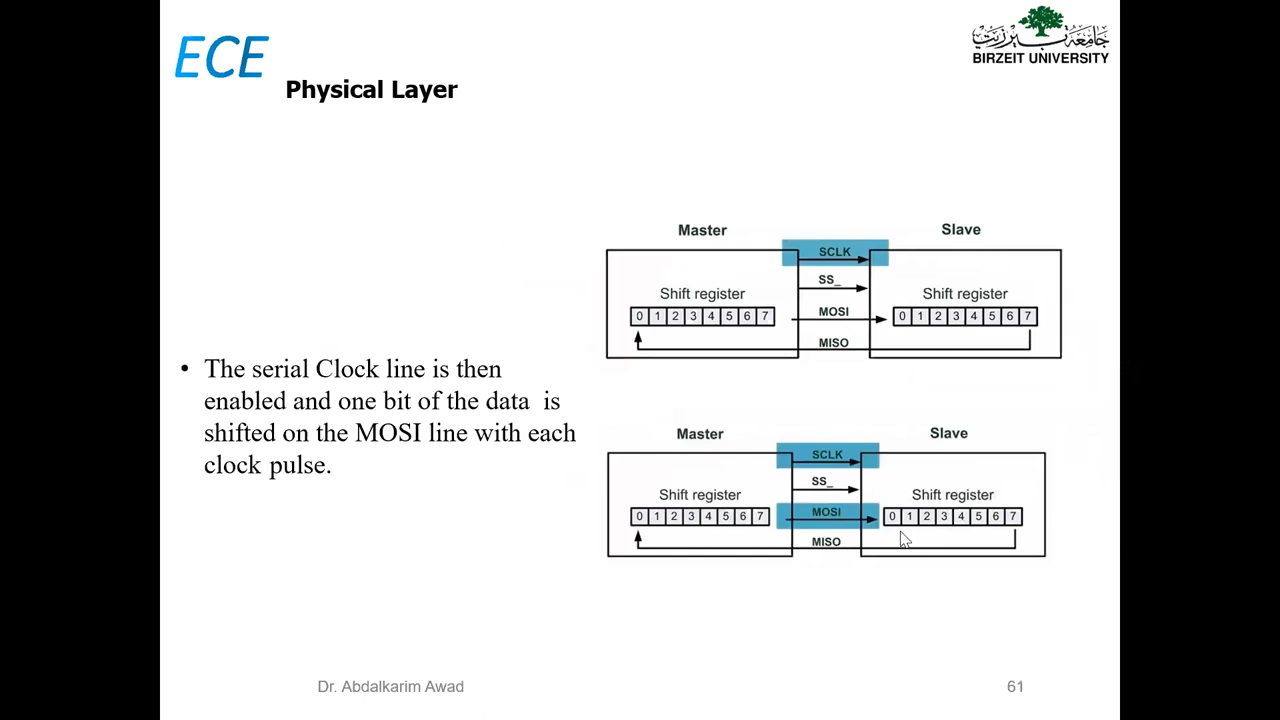 ECE
جامعة بيرزيت
BIRZEIT UNIVERSITY
Physical Layer
• The serial Clock line is then
enabled and one bit of the data is
shifted on the MOSI line with each
clock pulse.
Master
Slave
SCLK
SS_
Shift register
Shift register
MOSI
0 1 2 3 4 5 6 7
0 1 2 3 4 5 6 7
MISO
Master
Slave
SCLK
SS_
Shift register
Shift register
MOSI
0 1 2 3 4 5 6 7
0 1 2 3 4 5 6 7
MISO
Dr. Abdalkarim Awad
61